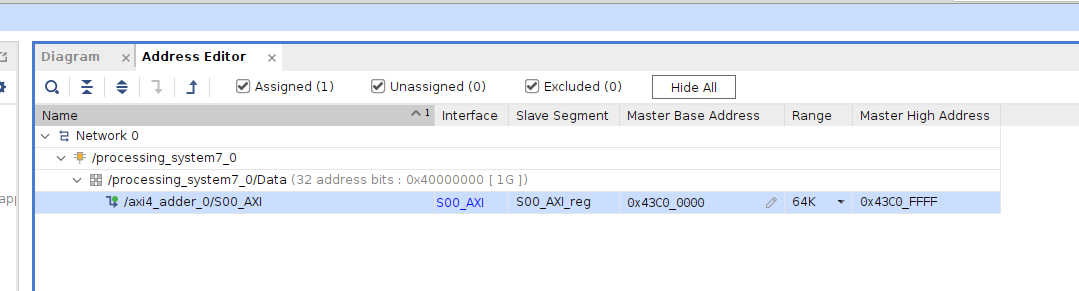 Diagram × Address Editor ×
Assigned (1) Unassigned (0) Excluded (0) Hide All
Name 1 Interface Slave Segment Master Base Address Range Master High Address
Network 0
/processing_system7_0
/processing_system7_0/Data (32 address bits : 0x40000000 [ 1G ])
/axi4_adder_0/S00_AXI S00_AXI S00_AXI_reg 0x43C0_0000 64K 0x43C0_FFFF